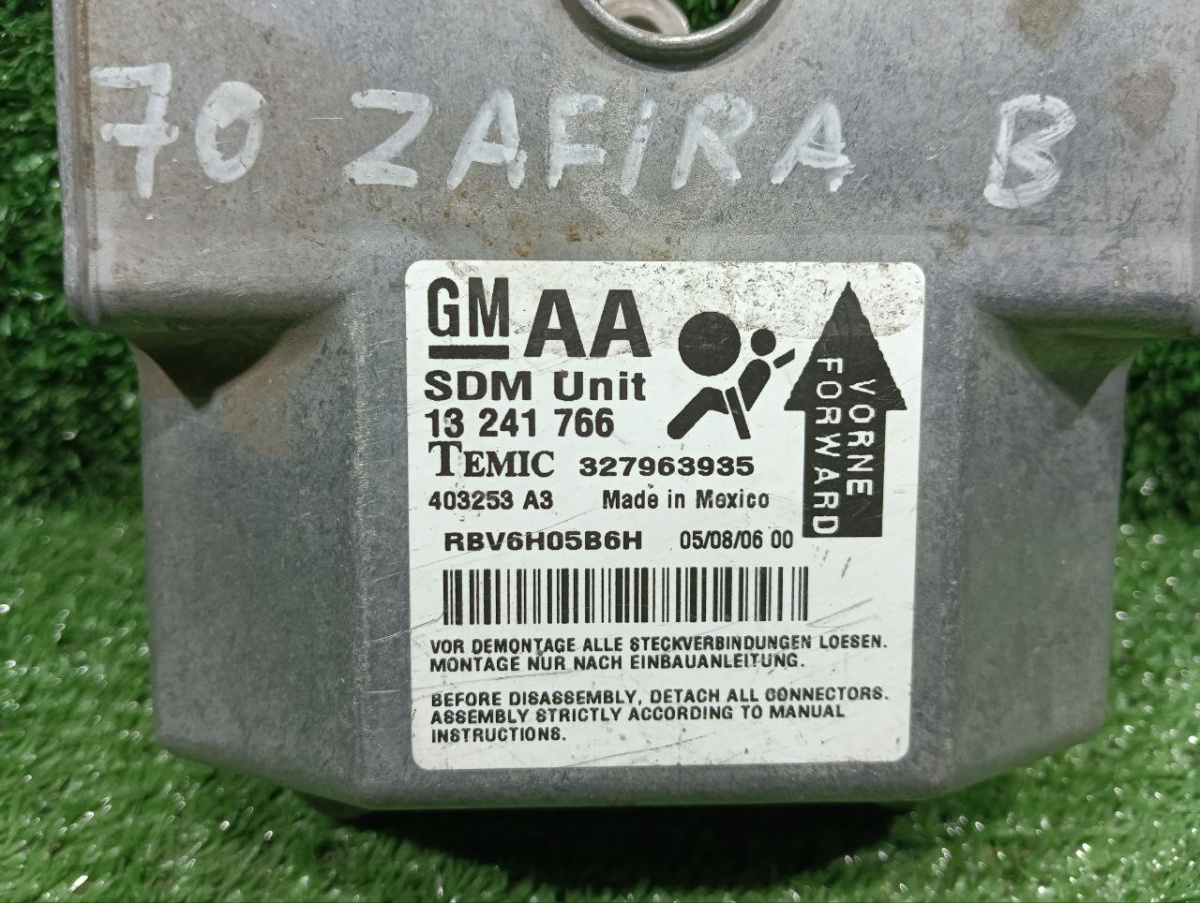 70 ZAFIRA B
GM AA
SDM Unit
13 241 766
TEMIC 327963935
403253 A3 Made in Mexico
RBV6H05B6H 05/08/06 00
VORNE
FORWARD
VOR DEMONTAGE ALLE STECKVERBINDUNGEN LOESEN.
MONTAGE NUR NACH EINBAUANLEITUNG.
BEFORE DISASSEMBLY, DETACH ALL CONNECTORS.
ASSEMBLY STRICTLY ACCORDING TO MANUAL
INSTRUCTIONS.